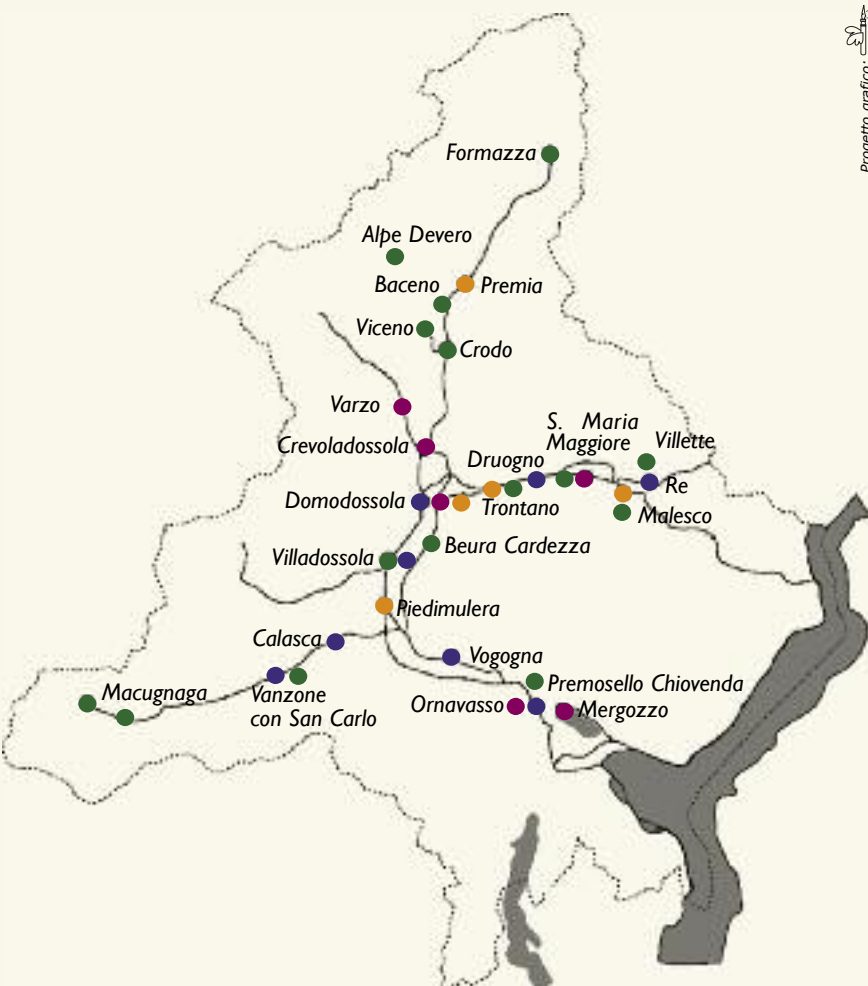 Progetto grafico:
Formazza
Alpe Devero
Baceno
Premia
Viceno
Crodo
Varzo
S. Maria
Maggiore
Villette
Crevoladossola
Druogno
Re
Domodossola
Trontano
Malesco
Beura Cardezza
Villadossola
Piedimulera
Calasca
Vogogna
Macugnaga
Vanzone
con San Carlo
Premosello Chiovenda
Ornavasso
Mergozzo